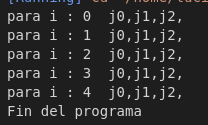 para i : 0  j0,j1,j2,
para i : 1  j0,j1,j2,
para i : 2  j0,j1,j2,
para i : 3  j0,j1,j2,
para i : 4  j0,j1,j2,
Fin del programa